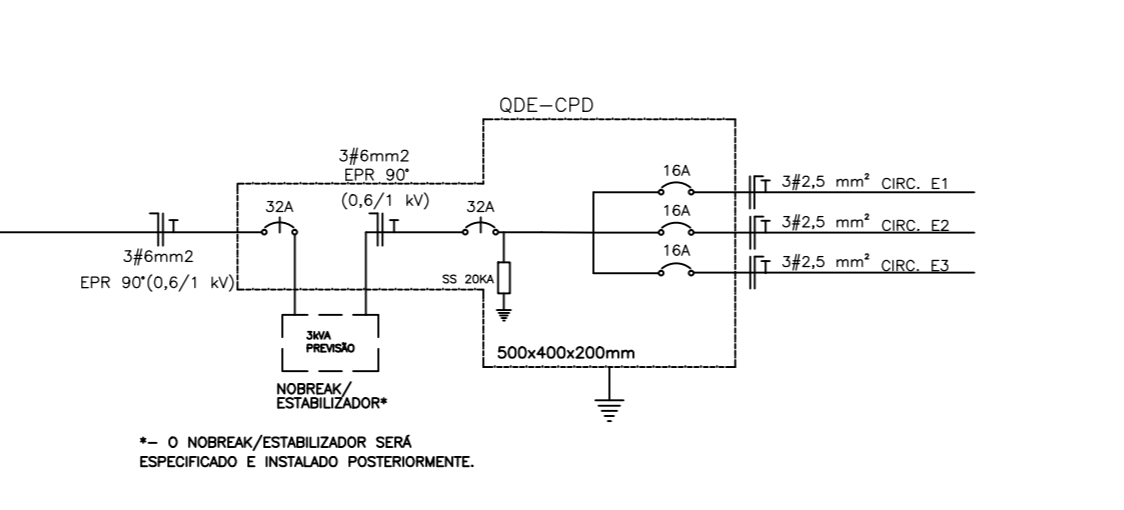 QDE-CPD
3#6mm2
EPR 90°
(0,6/1 kV)
32A
32A
16A
3#2,5 mm² CIRC. E1
16A
3#2,5 mm² CIRC. E2
16A
3#2,5 mm² CIRC. E3
T
T
T
T
T
3#6mm2
EPR 90°(0,6/1 kV)
SS 20KA
3kVA
PREVISÃO
500x400x200mm
NOBREAK/
ESTABILIZADOR*
*- O NOBREAK/ESTABILIZADOR SERÁ
ESPECIFICADO E INSTALADO POSTERIORMENTE.